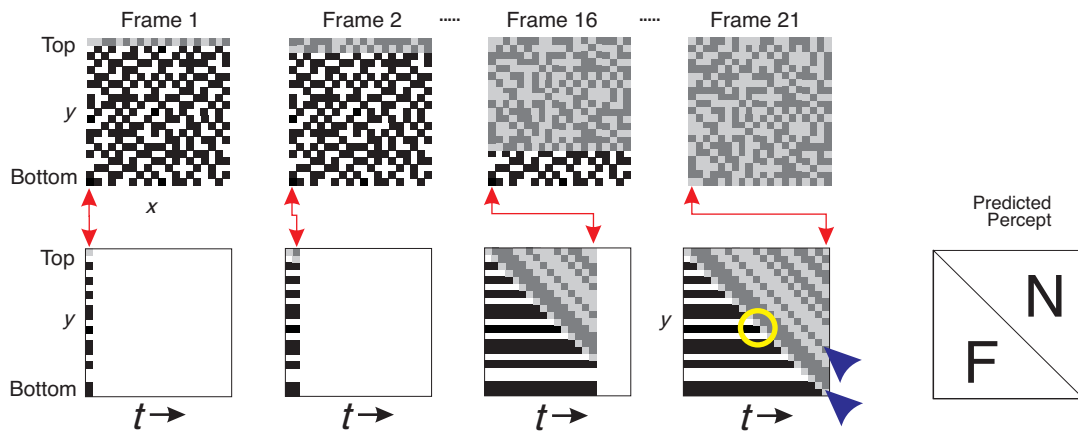 Frame 1
Frame 2
.....
Frame 16
.....
Frame 21
Top
y
Bottom
x
Predicted
Percept
Top
y
Bottom
y
N
F
t
t
t
t